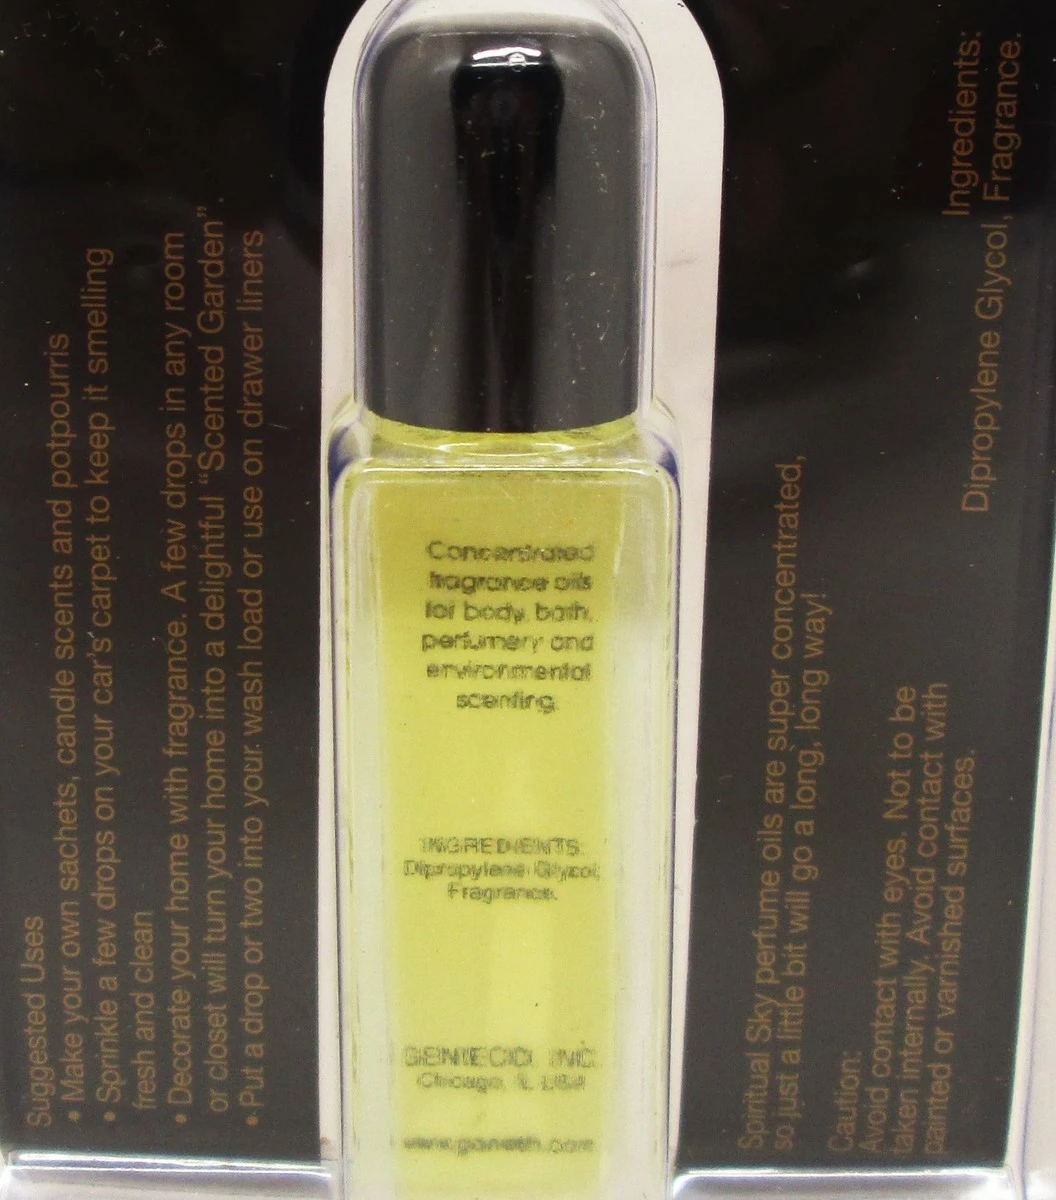 Suggested Uses
• Make your own sachets, candle scents and potpourris
• Sprinkle a few drops on your car's carpet to keep it smelling
fresh and clean
• Decorate your home with fragrance. A few drops in any room
or closet will turn your home into a delightful “Scented Garden”.
• Put a drop or two into your wash load or use on drawer liners
Concentrated
fragrance oils
for body, bath,
perfumery and
environmental
scenting.
INGREDIENTS:
Dipropylene Glycol,
Fragrance.
GENIECO, INC.
Chicago, IL USA
Spiritual Sky perfume oils are super concentrated,
so just a little bit will go a long, long way!
Caution:
Avoid contact with eyes. Not to be
taken internally. Avoid contact with
painted or varnished surfaces.
Ingredients:
Dipropylene Glycol, Fragrance.